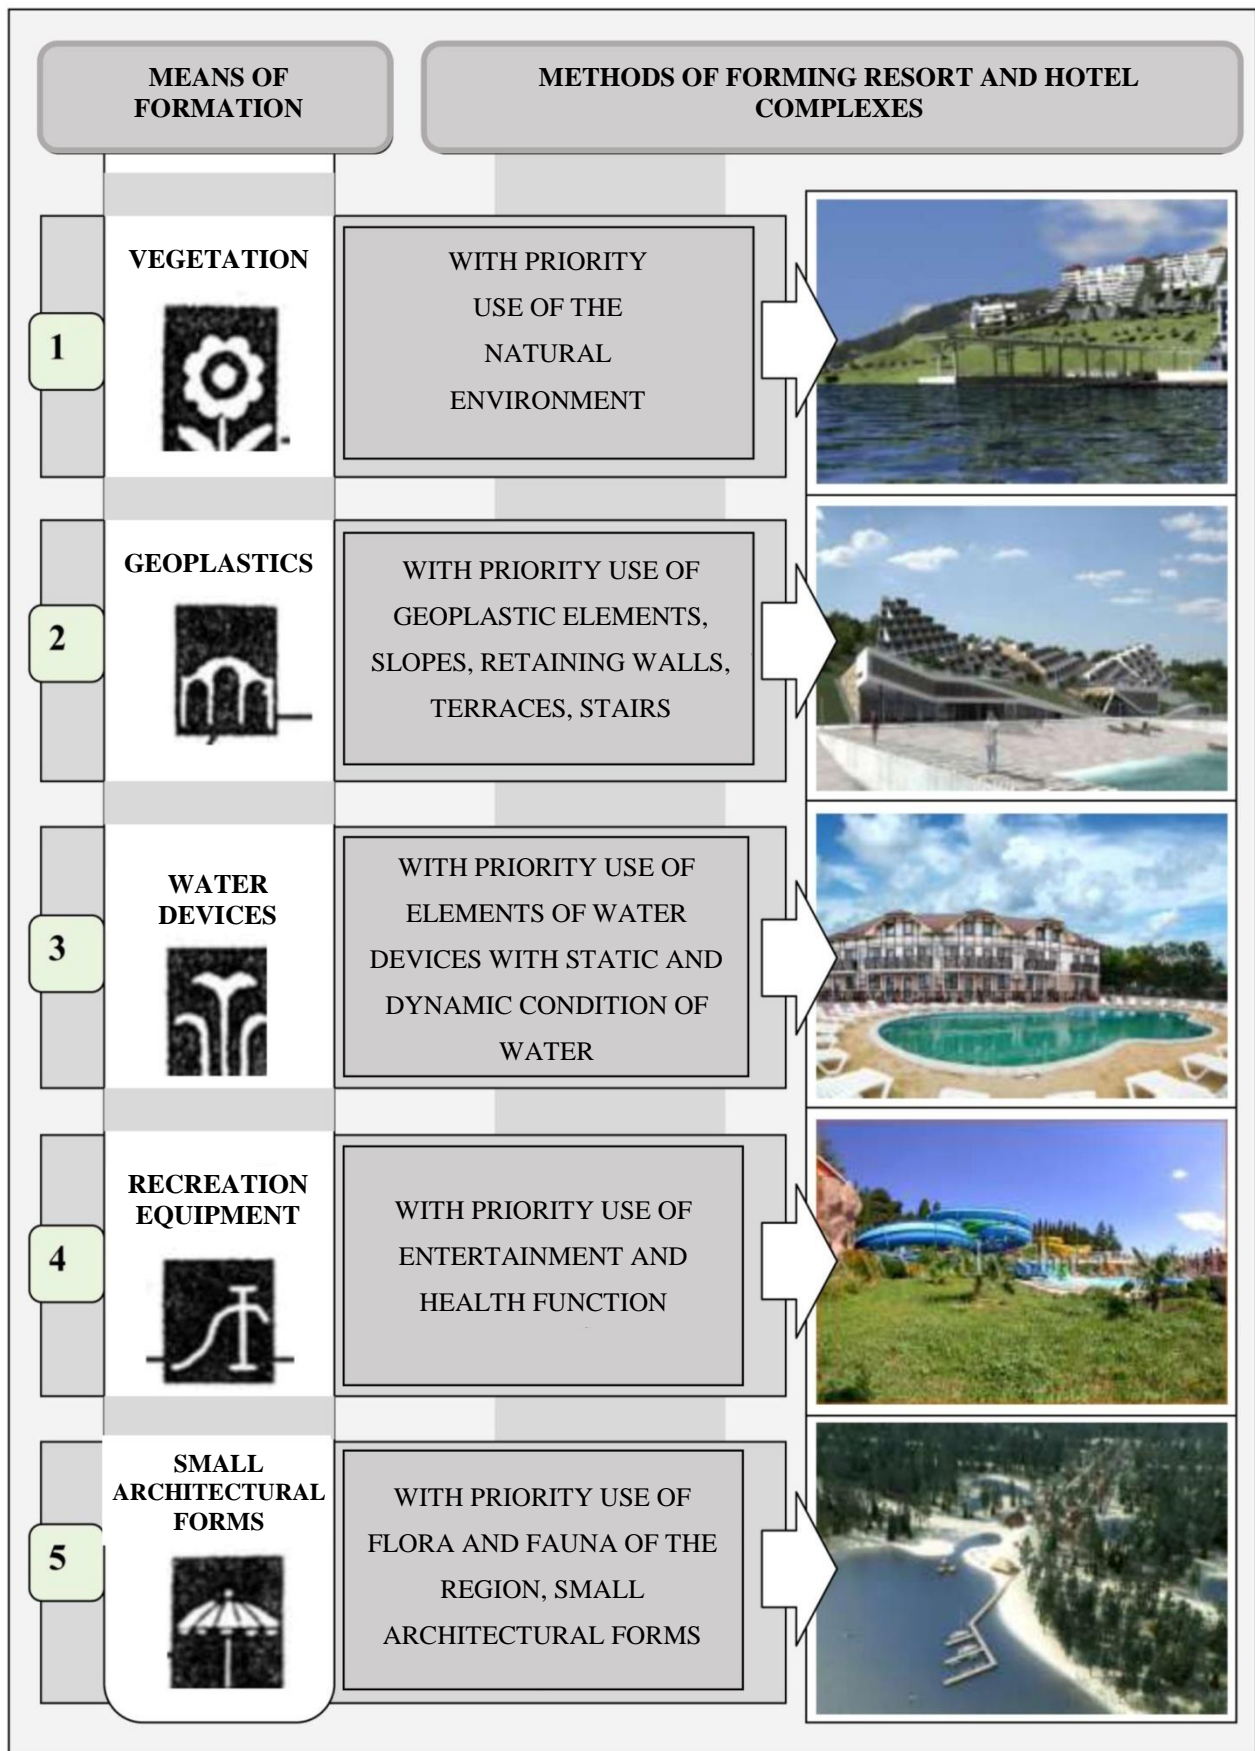 MEANS OF
FORMATION
METHODS OF FORMING RESORT AND HOTEL
COMPLEXES
1
VEGETATION
WITH PRIORITY
USE OF THE
NATURAL
ENVIRONMENT
2
GEOPLASTICS
WITH PRIORITY USE OF
GEOPLASTIC ELEMENTS,
SLOPES, RETAINING WALLS,
TERRACES, STAIRS
3
WATER
DEVICES
WITH PRIORITY USE OF
ELEMENTS OF WATER
DEVICES WITH STATIC AND
DYNAMIC CONDITION OF
WATER
4
RECREATION
EQUIPMENT
WITH PRIORITY USE OF
ENTERTAINMENT AND
HEALTH FUNCTION
5
SMALL
ARCHITECTURAL
FORMS
WITH PRIORITY USE OF
FLORA AND FAUNA OF THE
REGION, SMALL
ARCHITECTURAL FORMS